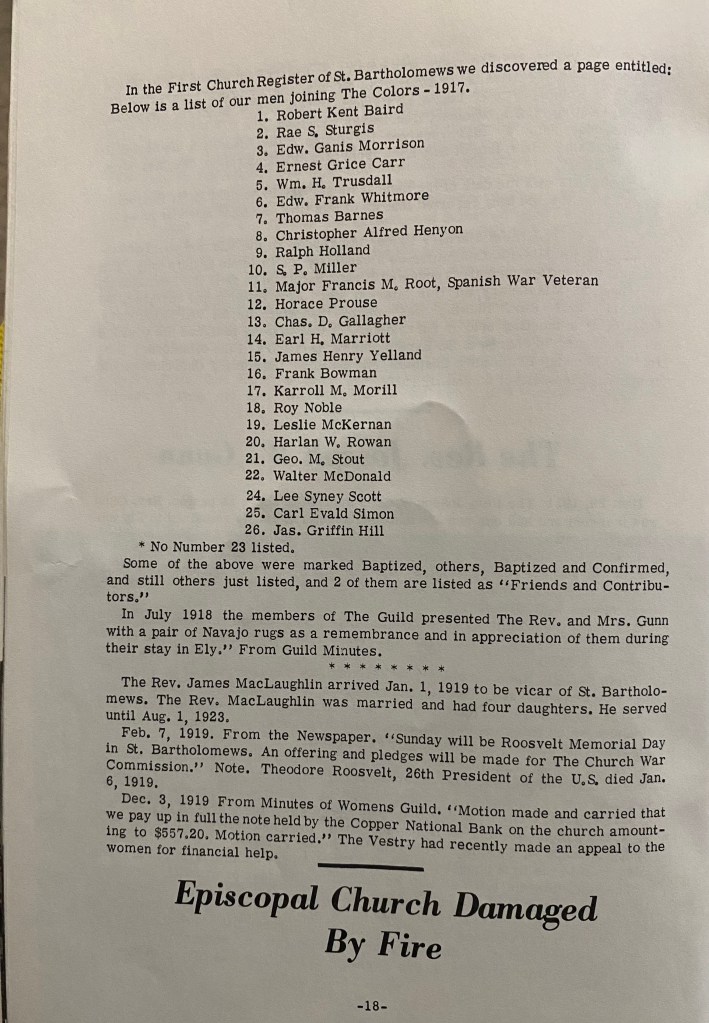 In the First Church Register of St. Bartholomews we discovered a page entitled:
Below is a list of our men joining The Colors - 1917.
1. Robert Kent Baird
2. Rae S. Sturgis
3. Edw. Ganis Morrison
4. Ernest Grice Carr
5. Wm. H. Trusdall
6. Edw. Frank Whitmore
7. Thomas Barnes
8. Christopher Alfred Henyon
9. Ralph Holland
10. S. P. Miller
11. Major Francis M. Root, Spanish War Veteran
12. Horace Prouse
13. Chas. D. Gallagher
14. Earl H. Marriott
15. James Henry Yelland
16. Frank Bowman
17. Karroll M. Morill
18. Roy Noble
19. Leslie McKernan
20. Harlan W. Rowan
21. Geo. M. Stout
22. Walter McDonald
24. Lee Syney Scott
25. Carl Evald Simon
26. Jas. Griffin Hill
* No Number 23 listed.
Some of the above were marked Baptized, others, Baptized and Confirmed,
and still others just listed, and 2 of them are listed as "Friends and Contribu-
tors."
In July 1918 the members of The Guild presented The Rev. and Mrs. Gunn
with a pair of Navajo rugs as a remembrance and in appreciation of them during
their stay in Ely." From Guild Minutes.
* * * * * * * *
The Rev. James MacLaughlin arrived Jan. 1, 1919 to be vicar of St. Bartholo-
mews. The Rev. MacLaughlin was married and had four daughters. He served
until Aug. 1, 1923.
Feb. 7, 1919. From the Newspaper. "Sunday will be Roosvelt Memorial Day
in St. Bartholomews. An offering and pledges will be made for The Church War
Commission." Note. Theodore Roosvelt, 26th President of the U.S. died Jan.
6, 1919.
Dec. 3, 1919 From Minutes of Womens Guild. "Motion made and carried that
we pay up in full the note held by the Copper National Bank on the church amount-
ing to $557.20. Motion carried." The Vestry had recently made an appeal to the
women for financial help.
Episcopal Church Damaged
By Fire
-18-